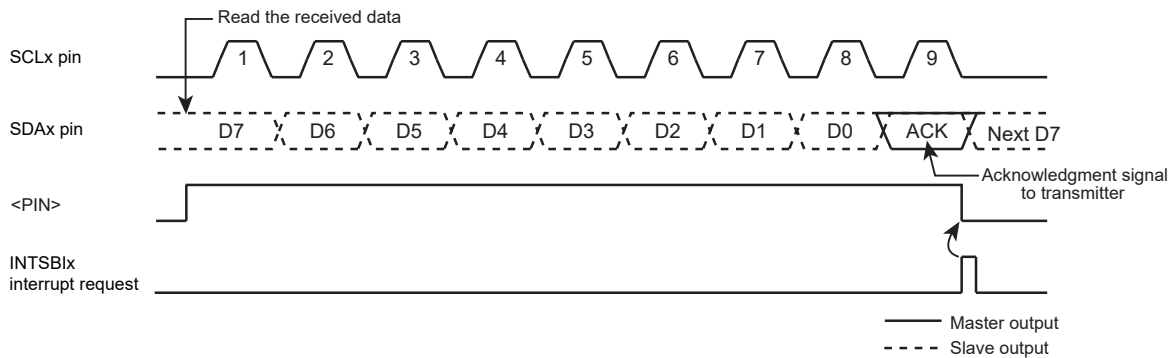 Read the received data
SCLx pin
1 2 3 4 5 6 7 8 9
SDAx pin
D7 D6 D5 D4 D3 D2 D1 D0 ACK Next D7
Acknowledgment signal
to transmitter
<PIN>
INTSBIx
interrupt request
Master output
Slave output